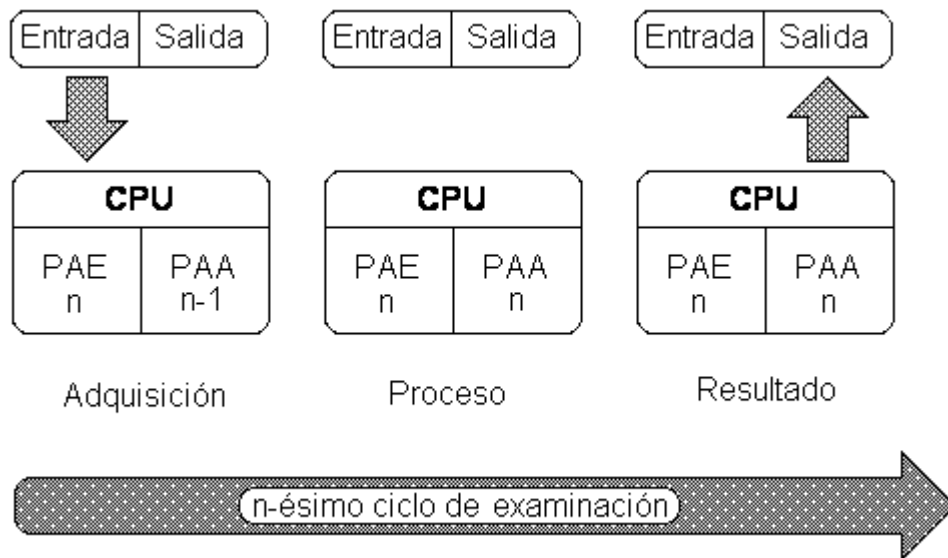 Entrada Salida
Entrada Salida
Entrada Salida
CPU
PAE n
PAA n-1
CPU
PAE n
PAA n
CPU
PAE n
PAA n
Adquisición
Proceso
Resultado
n-ésimo ciclo de examinación